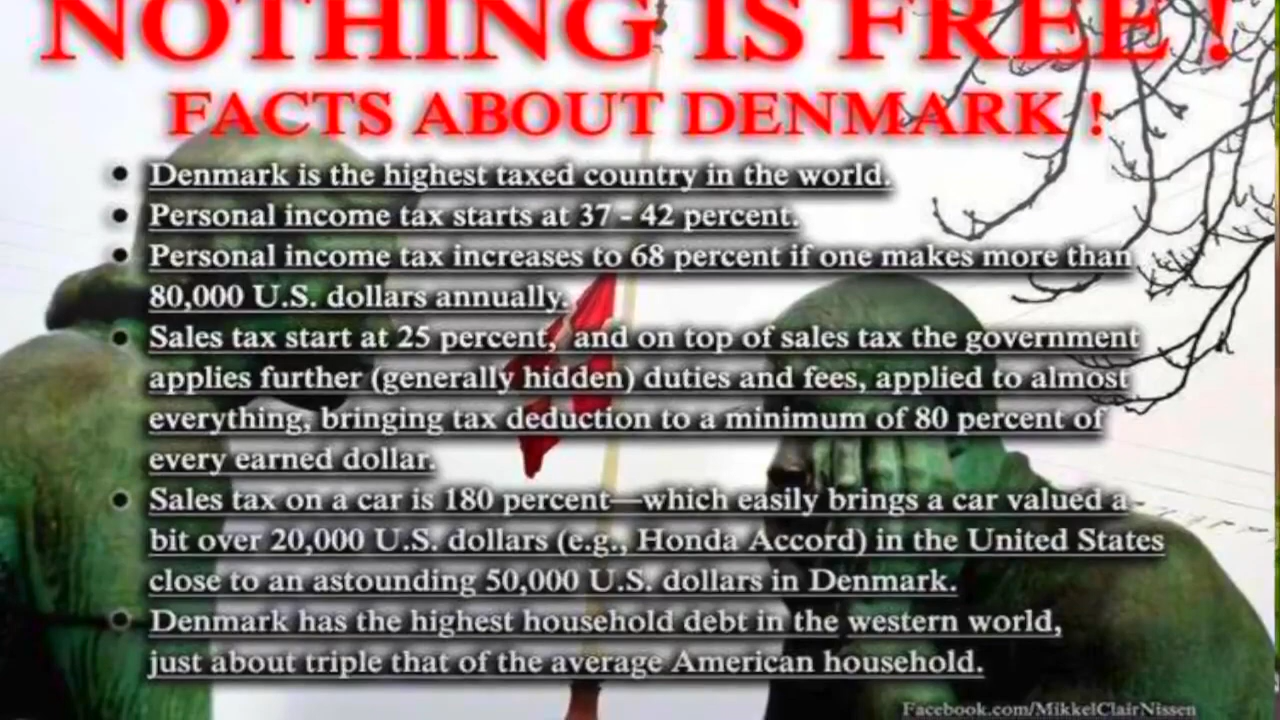 NOTHING IS FREE !
FACTS ABOUT DENMARK !
• Denmark is the highest taxed country in the world.
• Personal income tax starts at 37 - 42 percent.
• Personal income tax increases to 68 percent if one makes more than
80,000 U.S. dollars annually.
• Sales tax start at 25 percent, and on top of sales tax the government
applies further (generally hidden) duties and fees, applied to almost
everything, bringing tax deduction to a minimum of 80 percent of
every earned dollar.
• Sales tax on a car is 180 percent—which easily brings a car valued a
bit over 20,000 U.S. dollars (e.g., Honda Accord) in the United States
close to an astounding 50,000 U.S. dollars in Denmark.
• Denmark has the highest household debt in the western world,
just about triple that of the average American household.
Facebook.com/MikkelClairNissen